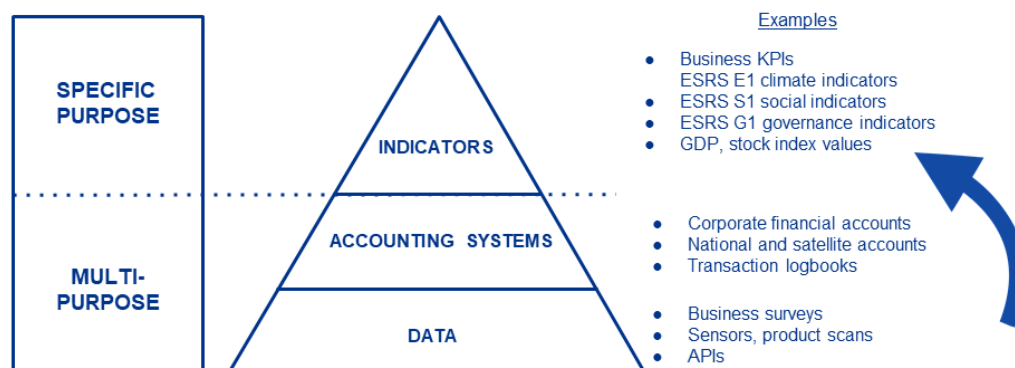 SPECIFIC
PURPOSE
MULTI-
PURPOSE
INDICATORS
ACCOUNTING SYSTEMS
DATA
Examples
● Business KPIs
ESRS E1 climate indicators
● ESRS S1 social indicators
● ESRS G1 governance indicators
● GDP, stock index values
● Corporate financial accounts
● National and satellite accounts
● Transaction logbooks
● Business surveys
● Sensors, product scans
● APIs